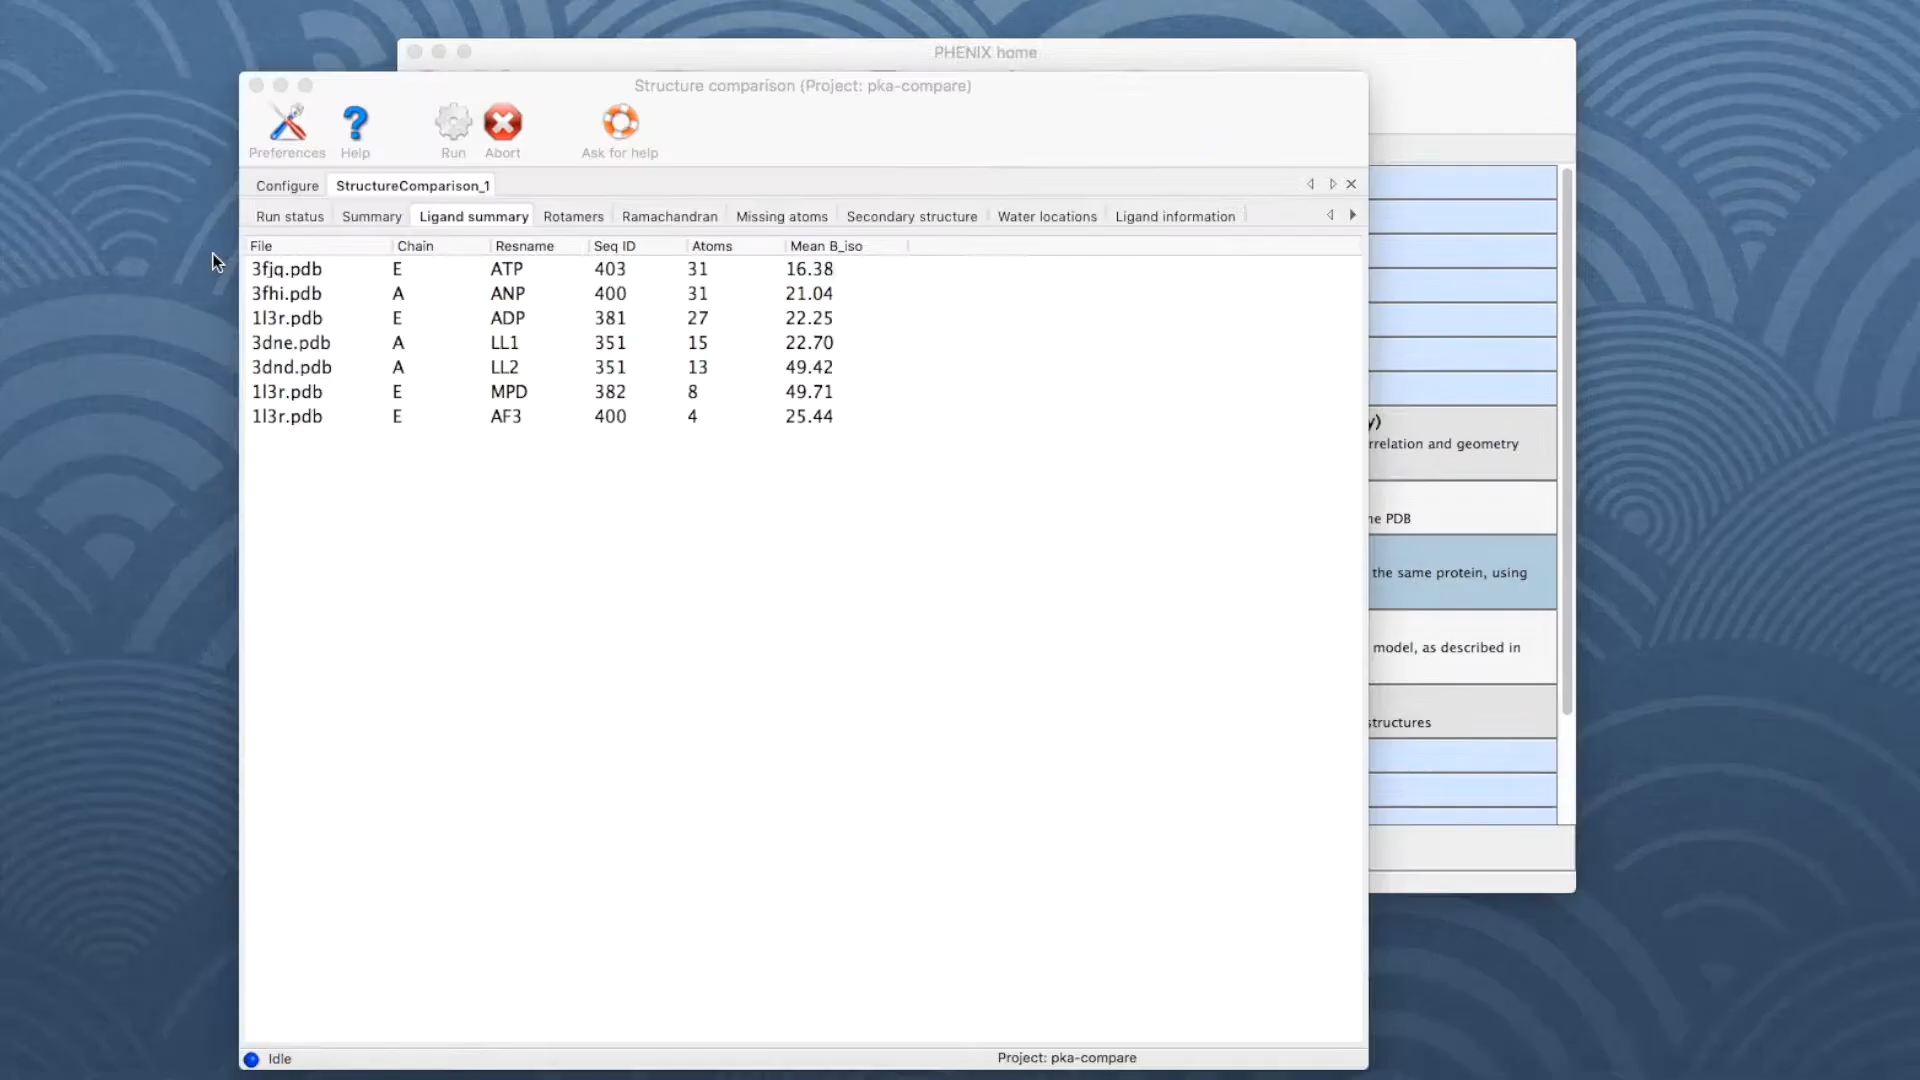 PHENIX home
Structure comparison (Project: pka-compare)
Preferences Help Run Abort Ask for help
Configure StructureComparison_1
Run status Summary Ligand summary Rotamers Ramachandran Missing atoms Secondary structure Water locations Ligand information
File Chain Resname Seq ID Atoms Mean B_iso
3fjq.pdb E ATP 403 31 16.38
3fhi.pdb A ANP 400 31 21.04
1l3r.pdb E ADP 381 27 22.25
3dne.pdb A LL1 351 15 22.70
3dnd.pdb A LL2 351 13 49.42
1l3r.pdb E MPD 382 8 49.71
1l3r.pdb E AF3 400 4 25.44
y)
rrelation and geometry
he PDB
the same protein, using
model, as described in
structures
Idle Project: pka-compare